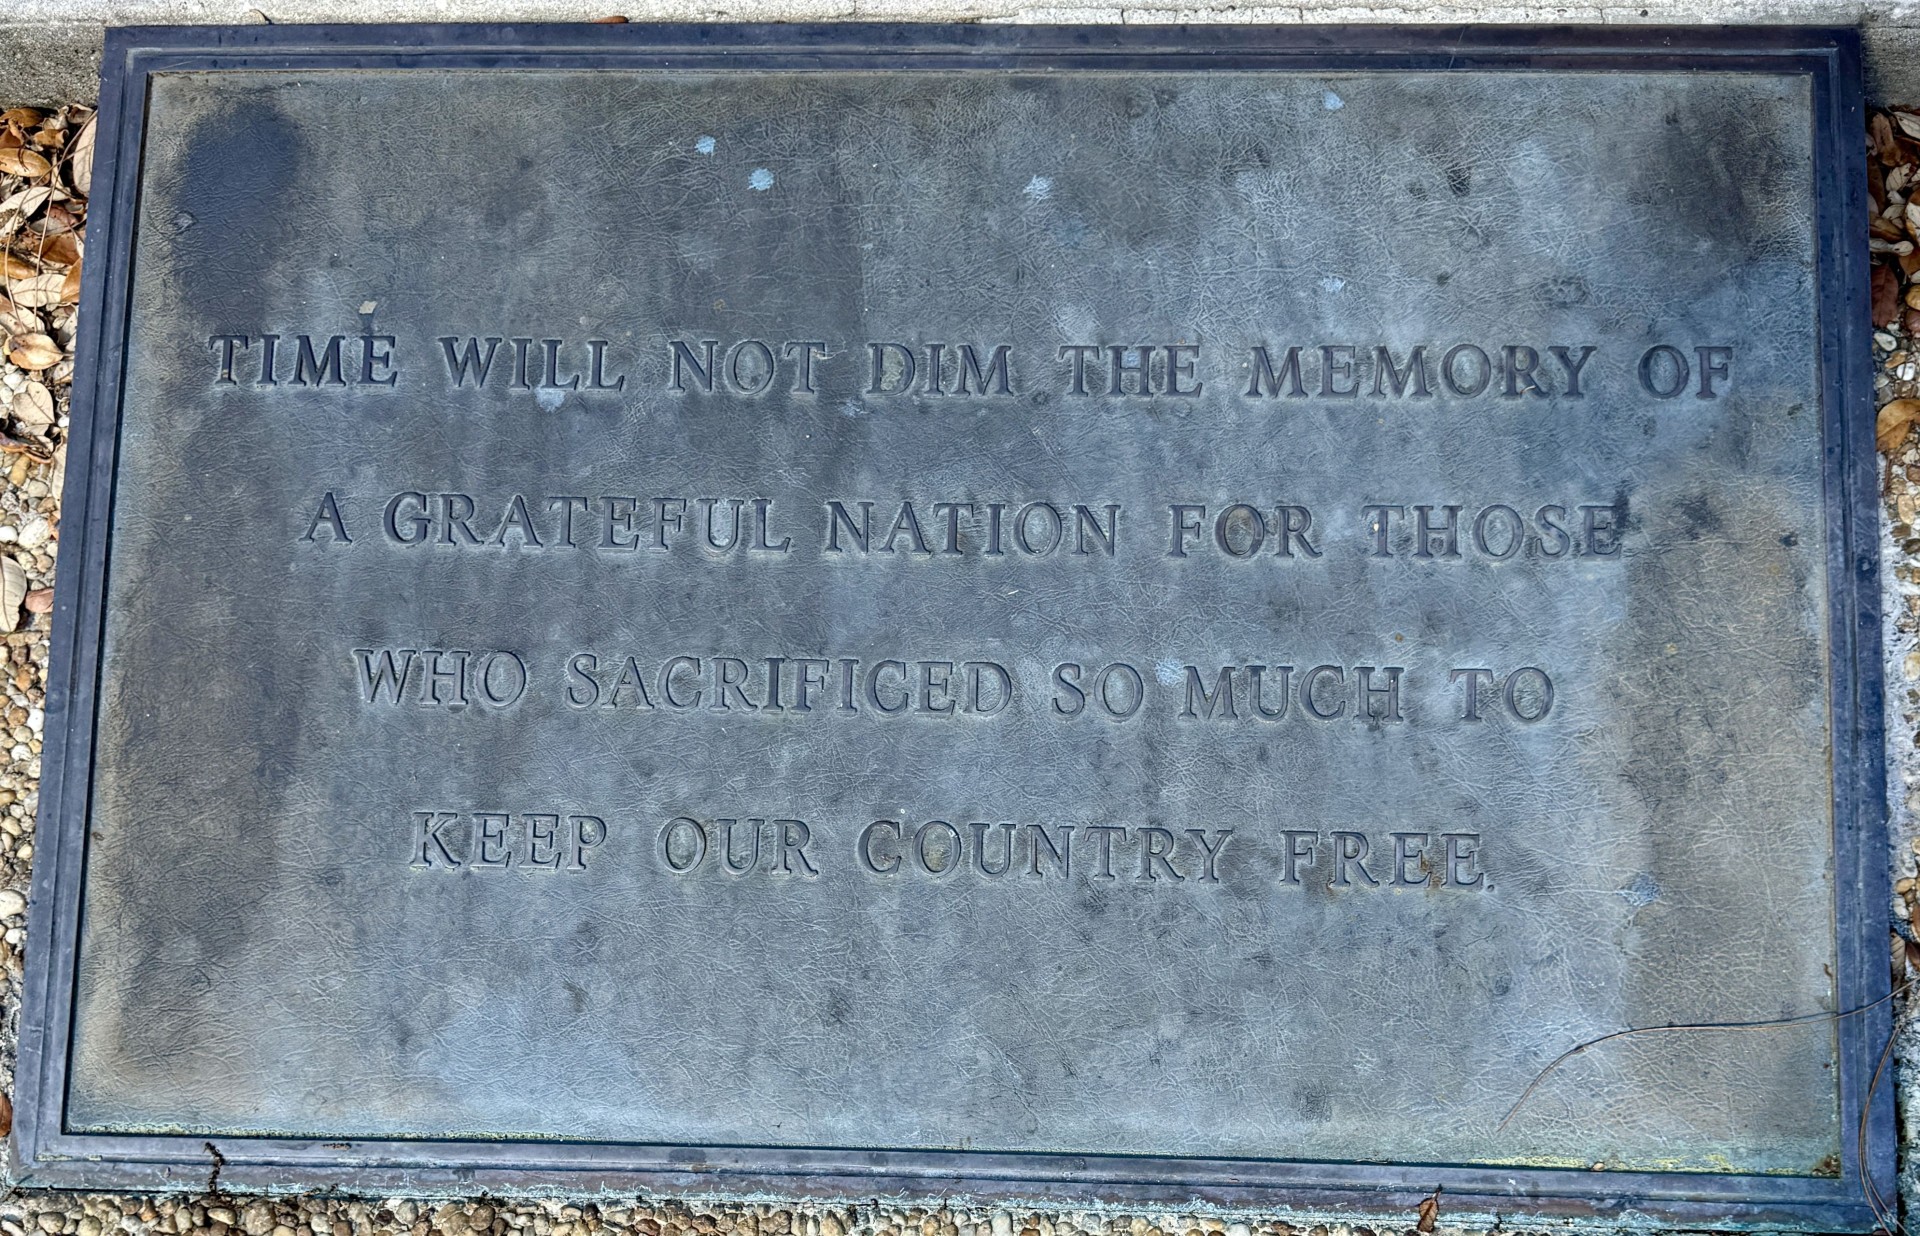 TIME WILL NOT DIM THE MEMORY OF
A GRATEFUL NATION FOR THOSE
WHO SACRIFICED SO MUCH TO
KEEP OUR COUNTRY FREE.